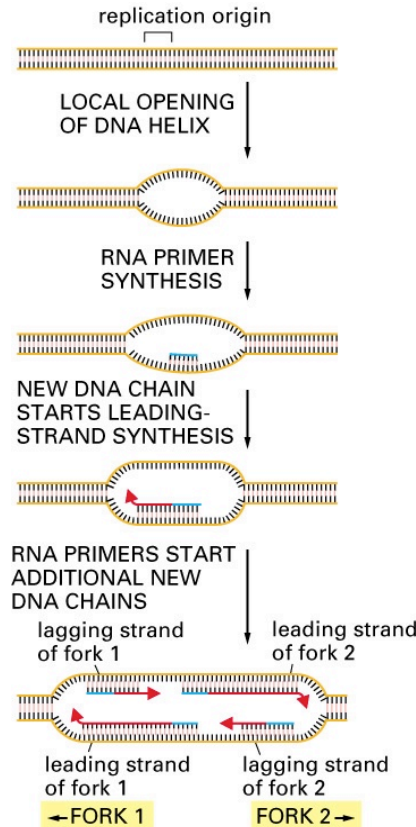 replication origin
LOCAL OPENING
OF DNA HELIX
RNA PRIMER
SYNTHESIS
NEW DNA CHAIN
STARTS LEADING-
STRAND SYNTHESIS
RNA PRIMERS START
ADDITIONAL NEW
DNA CHAINS
lagging strand
of fork 1
leading strand
of fork 2
leading strand
of fork 1
lagging strand
of fork 2
←FORK 1
FORK 2→